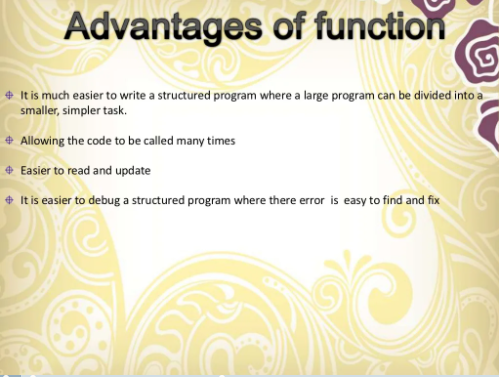 Advantages of function
It is much easier to write a structured program where a large program can be divided into a
smaller, simpler task.
Allowing the code to be called many times
Easier to read and update
It is easier to debug a structured program where there error is easy to find and fix